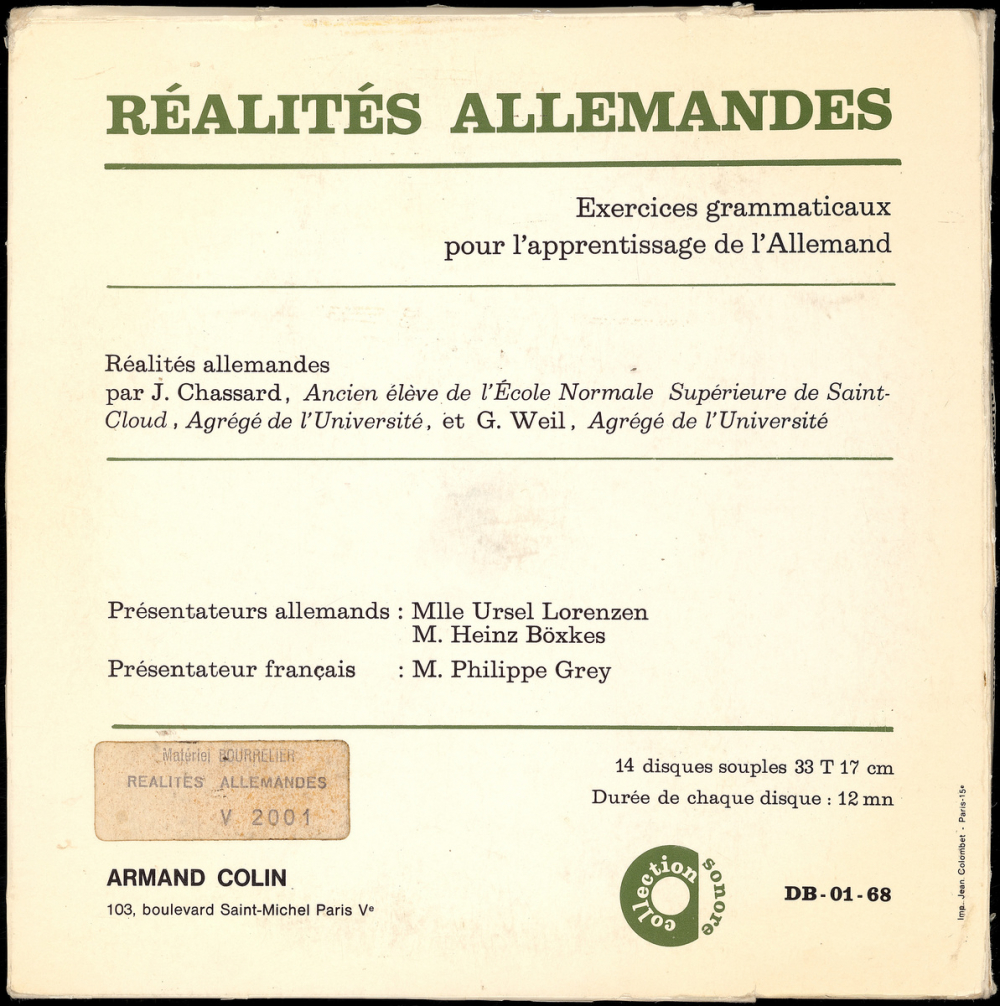 RÉALITÉS ALLEMANDES
Exercices grammaticaux
pour l'apprentissage de l'Allemand
Réalités allemandes
par J. Chassard, Ancien élève de l'École Normale Supérieure de Saint-
Cloud, Agrégé de l'Université, et G. Weil, Agrégé de l'Université
Présentateurs allemands : Mlle Ursel Lorenzen
M. Heinz Böxkes
Présentateur français : M. Philippe Grey
Matériel BOURRELIER
REALITES ALLEMANDES
V 2001
14 disques souples 33 T 17 cm
Durée de chaque disque : 12 mn
ARMAND COLIN
103, boulevard Saint-Michel Paris Vᵉ
collection sonore
DB-01-68
Imp. Jean Colombet - Paris-15ᵉ